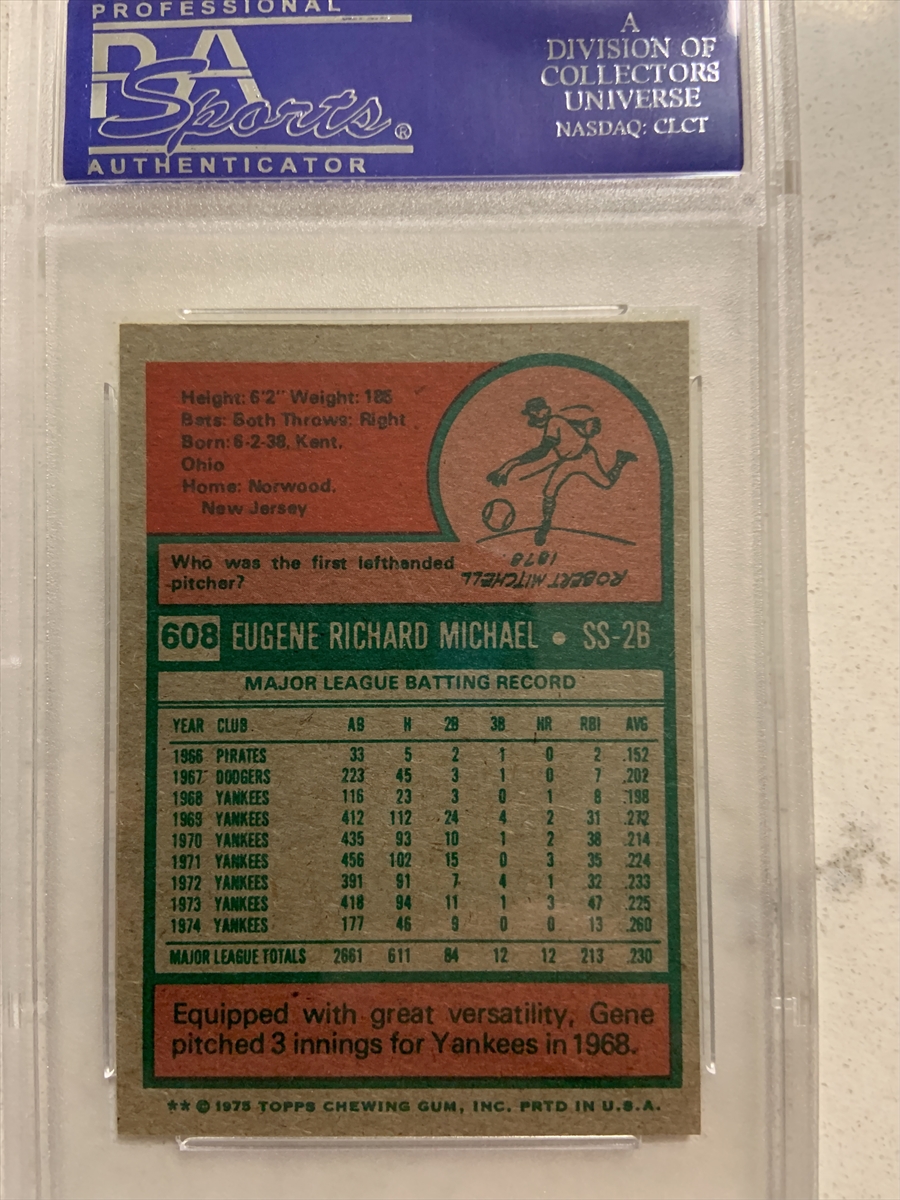 PROFESSIONAL
PSA
Sports®
AUTHENTICATOR
A
DIVISION OF
COLLECTORS
UNIVERSE
NASDAQ: CLCT
Height: 6'2" Weight: 185
Bats: Both Throws: Right
Born: 6-2-38, Kent,
Ohio
Home: Norwood,
New Jersey
Who was the first lefthanded
pitcher?
ROBERT MITCHELL
1878
608 EUGENE RICHARD MICHAEL • SS-2B
MAJOR LEAGUE BATTING RECORD
YEAR CLUB AB H 2B 3B HR RBI AVG
1966 PIRATES 33 5 2 1 0 2 .152
1967 DODGERS 223 45 3 1 0 7 .202
1968 YANKEES 116 23 3 0 1 8 .198
1969 YANKEES 412 112 24 4 2 31 .272
1970 YANKEES 435 93 10 1 2 38 .214
1971 YANKEES 456 102 15 0 3 35 .224
1972 YANKEES 391 91 7 4 1 32 .233
1973 YANKEES 418 94 11 1 3 47 .225
1974 YANKEES 177 46 9 0 0 13 .260
MAJOR LEAGUE TOTALS 2661 611 84 12 12 213 .230
Equipped with great versatility, Gene
pitched 3 innings for Yankees in 1968.
** © 1975 TOPPS CHEWING GUM, INC. PRTD IN U.S.A.